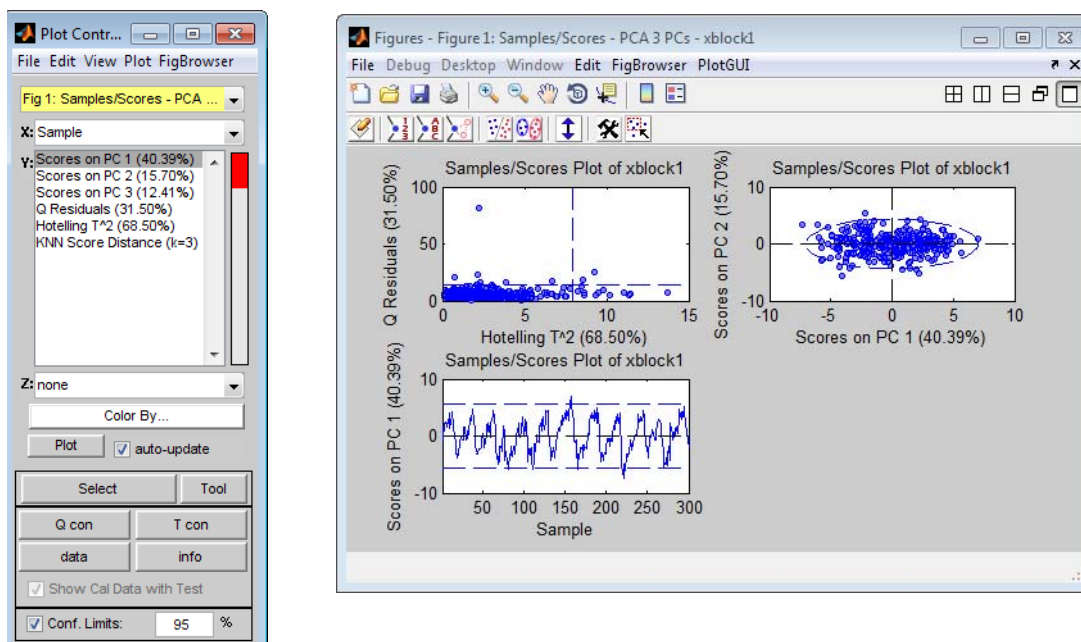 Plot Contr...
File Edit View Plot FigBrowser
Fig 1: Samples/Scores - PCA ...
X: Sample
Y: Scores on PC 1 (40.39%)
Scores on PC 2 (15.70%)
Scores on PC 3 (12.41%)
Q Residuals (31.50%)
Hotelling T^2 (68.50%)
KNN Score Distance (k=3)
Z: none
Color By...
Plot auto-update
Select Tool
Q con T con
data info
Show Cal Data with Test
Conf. Limits: 95 %
Figures - Figure 1: Samples/Scores - PCA 3 PCs - xblock1
File Debug Desktop Window Edit FigBrowser PlotGUI
Samples/Scores Plot of xblock1
Q Residuals (31.50%)
100
50
0
0 5 10 15
Hotelling T^2 (68.50%)
Samples/Scores Plot of xblock1
Scores on PC 2 (15.70%)
10
0
-10
-10 -5 0 5 10
Scores on PC 1 (40.39%)
Samples/Scores Plot of xblock1
Scores on PC 1 (40.39%)
10
0
-10
50 100 150 200 250 300
Sample